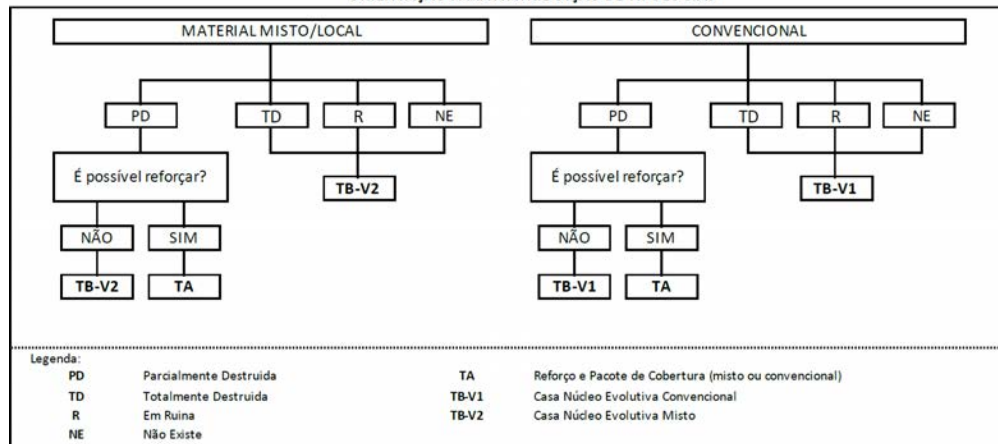 MATERIAL MISTO/LOCAL
CONVENCIONAL
PD
TD
R
NE
PD
TD
R
NE
É possível reforçar?
TB-V2
É possível reforçar?
TB-V1
NÃO
SIM
NÃO
SIM
TB-V2
TA
TB-V1
TA
Legenda:
PD Parcialmente Destruida TA Reforço e Pacote de Cobertura (misto ou convencional)
TD Totalmente Destruida TB-V1 Casa Núcleo Evolutiva Convencional
R Em Ruina TB-V2 Casa Núcleo Evolutiva Misto
NE Não Existe